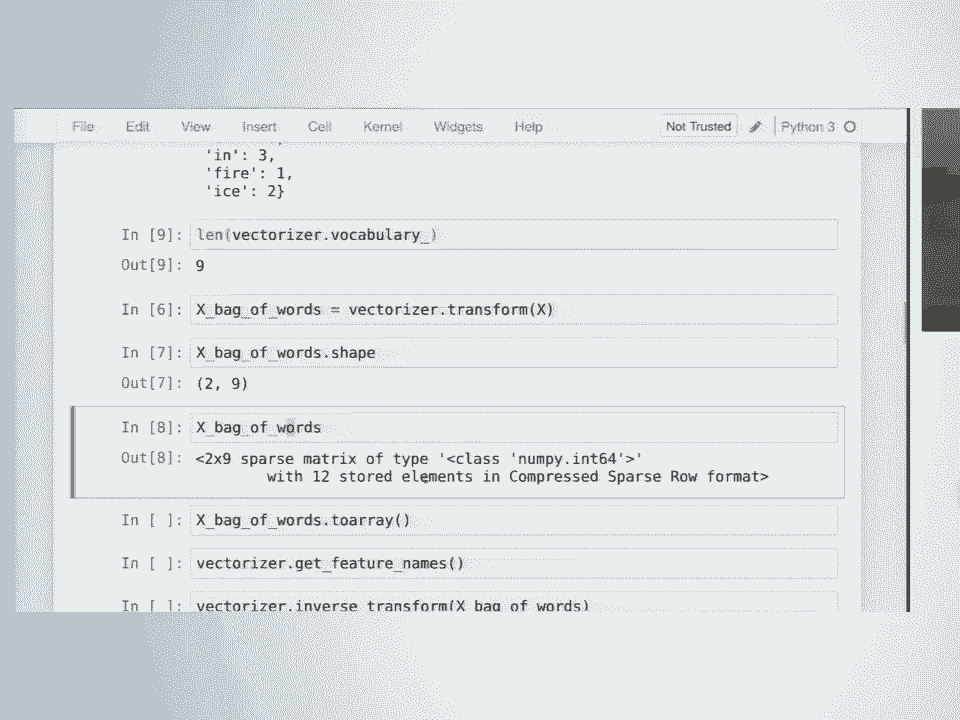 File Edit View Insert Cell Kernel Widgets Help Not Trusted Python 3
'in': 3,
'fire': 1,
'ice': 2}
In [9]: len(vectorizer.vocabulary_)
Out[9]: 9
In [6]: X_bag_of_words = vectorizer.transform(X)
In [7]: X_bag_of_words.shape
Out[7]: (2, 9)
In [8]: X_bag_of_words
Out[8]: <2x9 sparse matrix of type '<class 'numpy.int64'>'
with 12 stored elements in Compressed Sparse Row format>
In [ ]: X_bag_of_words.toarray()
In [ ]: vectorizer.get_feature_names()
In [ ]: vectorizer.inverse_transform(X_bag_of_words)